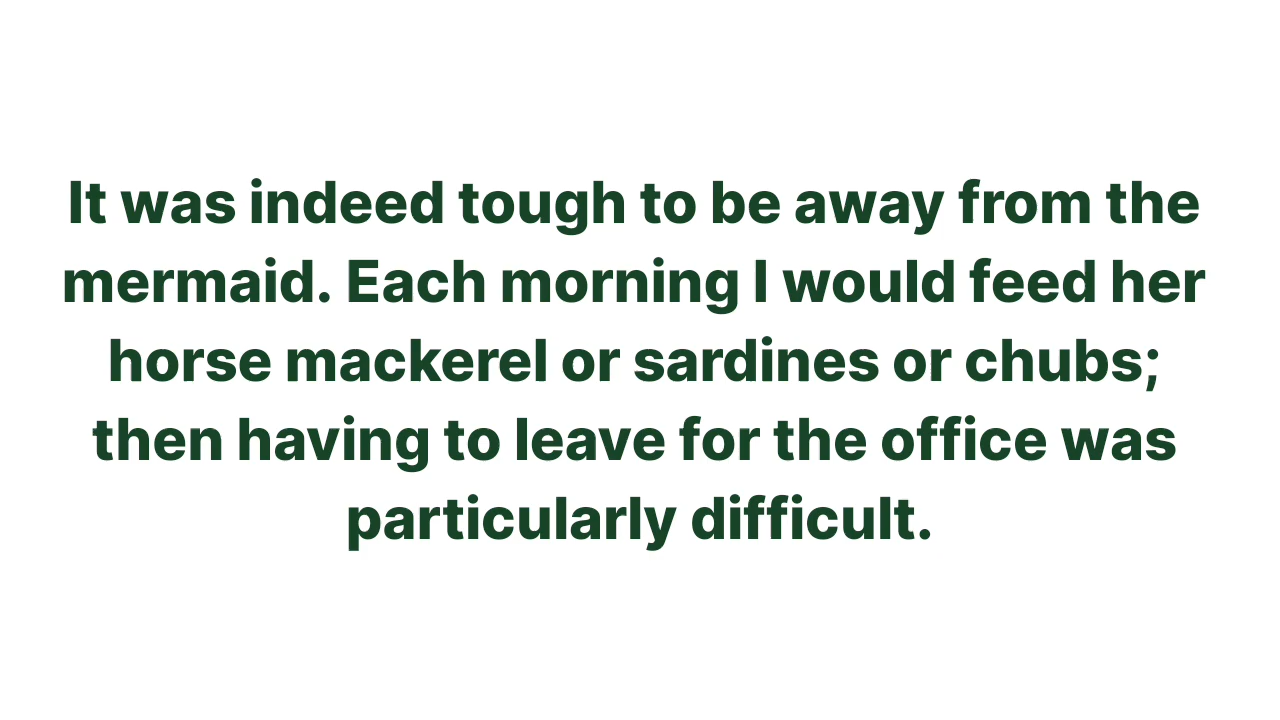 It was indeed tough to be away from the
mermaid. Each morning I would feed her
horse mackerel or sardines or chubs;
then having to leave for the office was
particularly difficult.